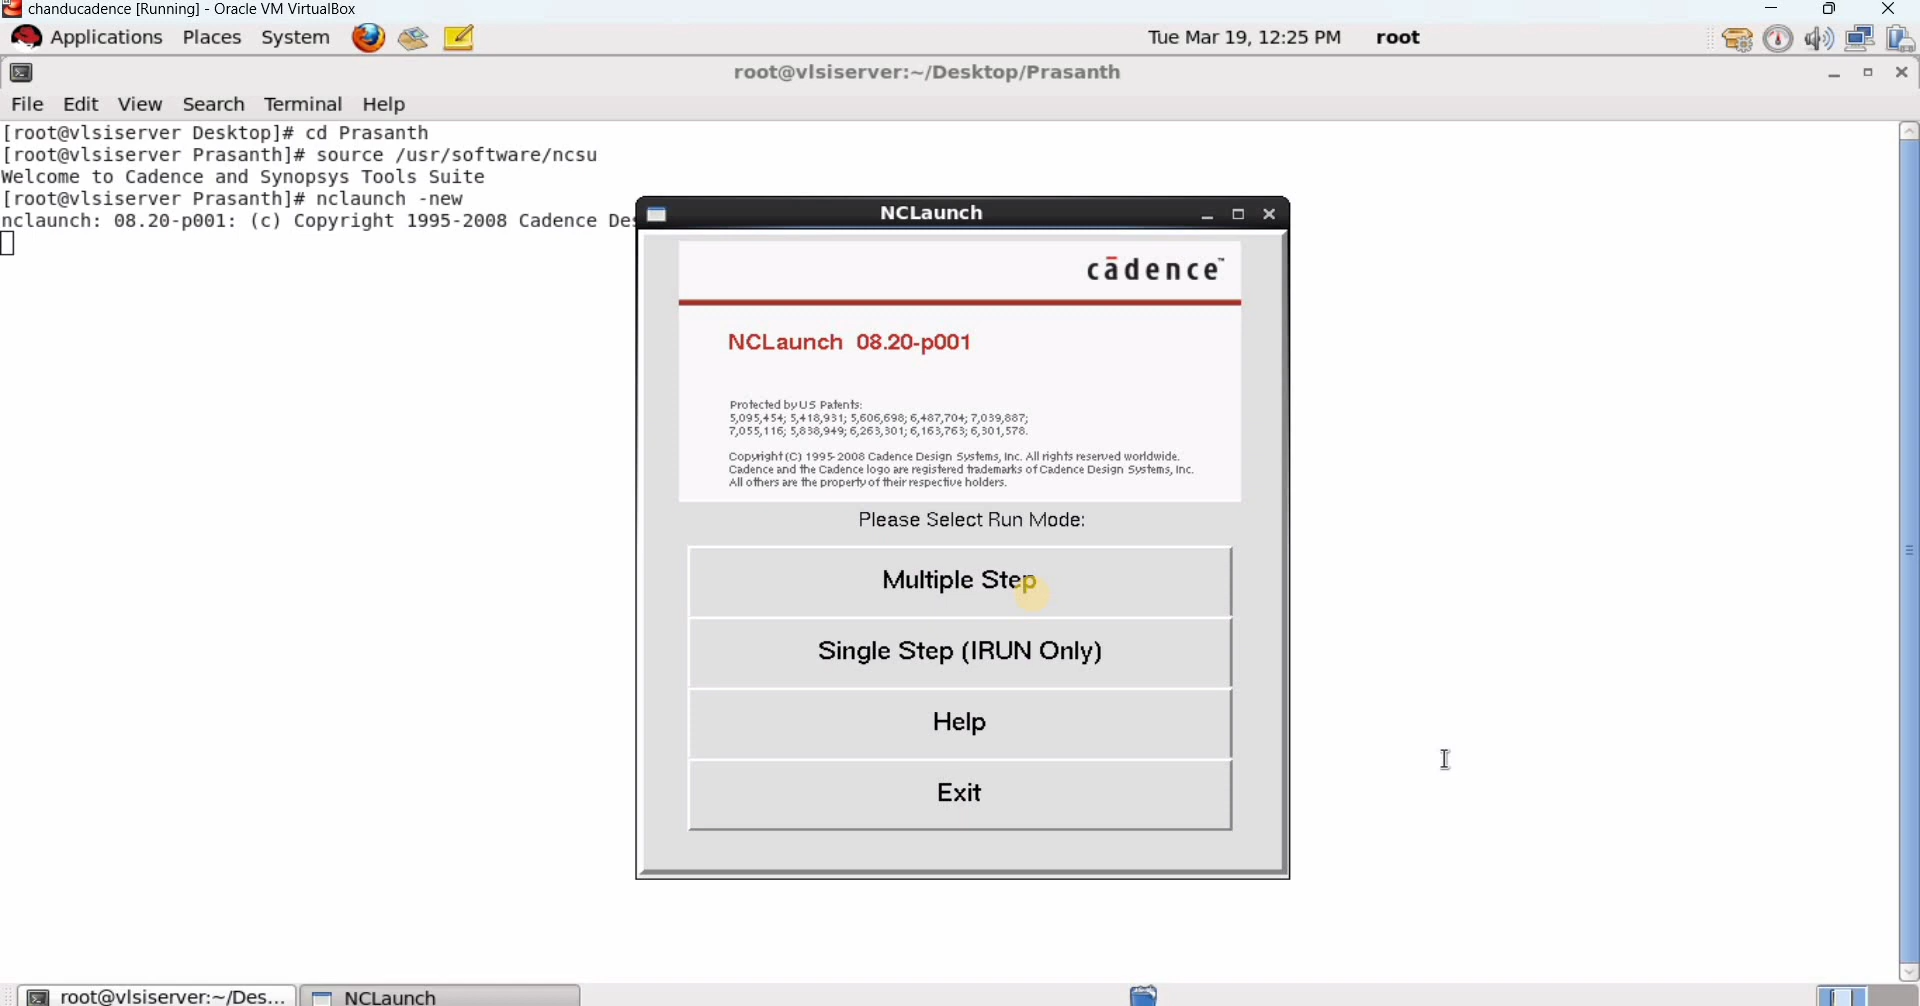 chanducadence [Running] - Oracle VM VirtualBox
Applications Places System Tue Mar 19, 12:25 PM root
root@vlsiserver:~/Desktop/Prasanth
File Edit View Search Terminal Help
[root@vlsiserver Desktop]# cd Prasanth
[root@vlsiserver Prasanth]# source /usr/software/ncsu
Welcome to Cadence and Synopsys Tools Suite
[root@vlsiserver Prasanth]# nclaunch -new
nclaunch: 08.20-p001: (c) Copyright 1995-2008 Cadence Des
NCLaunch
cādence™
NCLaunch 08.20-p001
Protected by US Patents:
5,095,454; 5,418,931; 5,606,698; 6,487,704; 7,039,887;
7,055,116; 5,838,949; 6,263,301; 6,163,763; 6,301,578.
Copyright (C) 1995-2008 Cadence Design Systems, Inc. All rights reserved worldwide.
Cadence and the Cadence logo are registered trademarks of Cadence Design Systems, Inc.
All others are the property of their respective holders.
Please Select Run Mode:
Multiple Step
Single Step (IRUN Only)
Help
Exit
root@vlsiserver:~/Des... NCLaunch